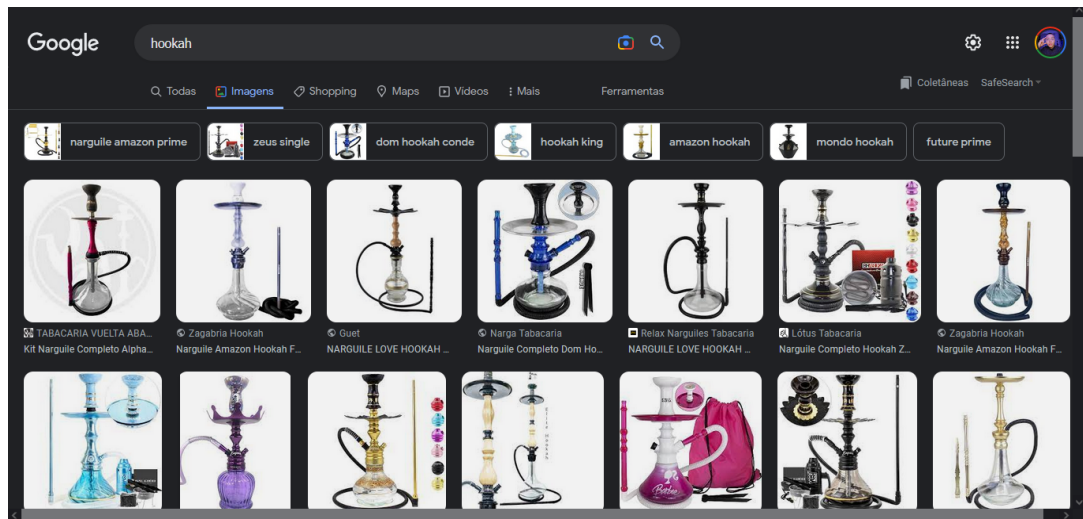 Google
hookah
Todas Imagens Shopping Maps Vídeos Mais Ferramentas
Coletâneas SafeSearch
narguile amazon prime
zeus single
dom hookah conde
hookah king
amazon hookah
mondo hookah
future prime
TABACARIA VUELTA ABA...
Kit Narguile Completo Alpha...
Zagabria Hookah
Narguile Amazon Hookah F...
Guet
NARGUILE LOVE HOOKAH ...
Narga Tabacaria
Narguile Completo Dom Ho...
Relax Narguiles Tabacaria
NARGUILE LOVE HOOKAH ...
Lótus Tabacaria
Narguile Completo Hookah Z...
Zagabria Hookah
Narguile Amazon Hookah F...
Barbie